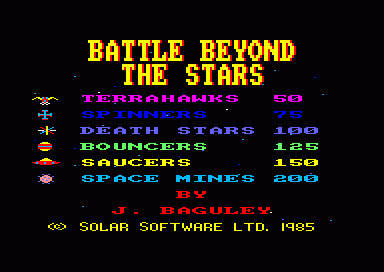 BATTLE BEYOND
THE STARS
TERRAHAWKS 50
SPINNERS 75
DEATH STARS 100
BOUNCERS 125
SAUCERS 150
SPACE MINES 200
BY
J. BAGULEY
SOLAR SOFTWARE LTD. 1985